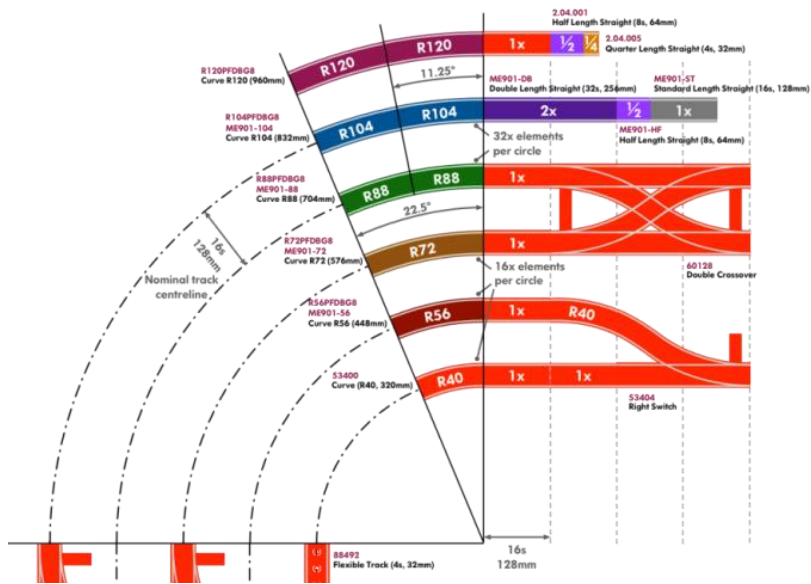 2.04.001
Half Length Straight (8s, 64mm)
2.04.005
Quarter Length Straight (4s, 32mm)
R120 R120 1x ½ ¼
R120PFDBG8
Curve R120 (960mm)
11.25°
ME901-DB
Double Length Straight (32s, 256mm)
ME901-ST
Standard Length Straight (16s, 128mm)
R104PFDBG8
ME901-104
Curve R104 (832mm)
R104 R104 2x ½ 1x
32x elements
per circle
ME901-HF
Half Length Straight (8s, 64mm)
R88PFDBG8
ME901-88
Curve R88 (704mm)
R88 R88 1x
22.5°
16s
128mm
Nominal track
centreline
R72PFDBG8
ME901-72
Curve R72 (576mm)
R72 1x
16x elements
per circle
60128
Double Crossover
R56PFDBG8
ME901-56
Curve R56 (448mm)
R56 1x R40
53400
Curve (R40, 320mm)
R40 1x 1x
53404
Right Switch
88492
Flexible Track (4s, 32mm)
16s
128mm